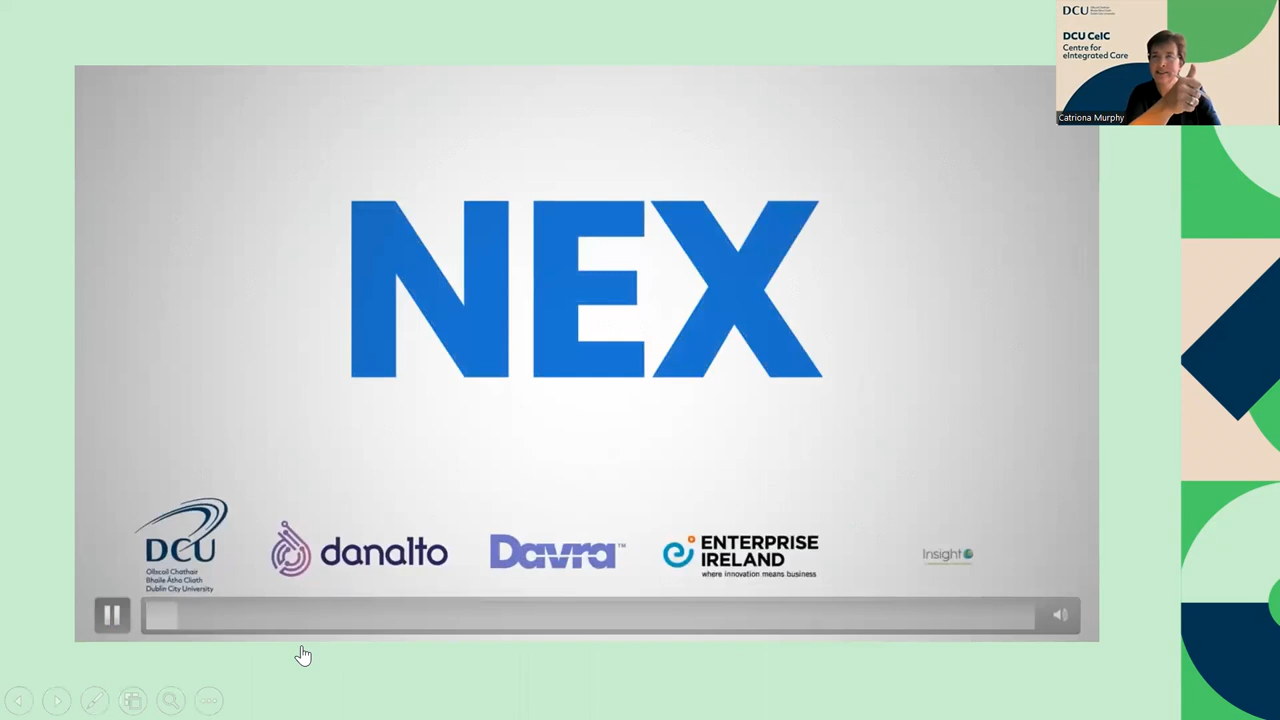 NEX
DCU
Ollscoil Chathair
Bhaile Átha Cliath
Dublin City University
danalto
Davra™
ENTERPRISE
IRELAND
where innovation means business
Insight
DCU
DCU CeIC
Centre for
eIntegrated Care
Catriona Murphy